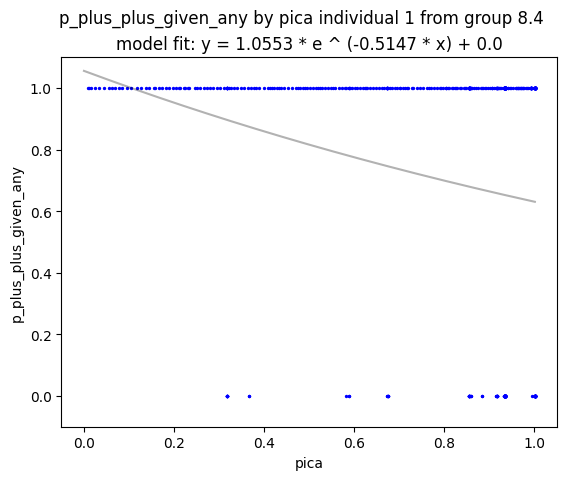 p_plus_plus_given_any by pica individual 1 from group 8.4
model fit: y = 1.0553 * e ^ (-0.5147 * x) + 0.0
1.0
0.8
0.6
0.4
0.2
0.0
p_plus_plus_given_any
0.0 0.2 0.4 0.6 0.8 1.0
pica